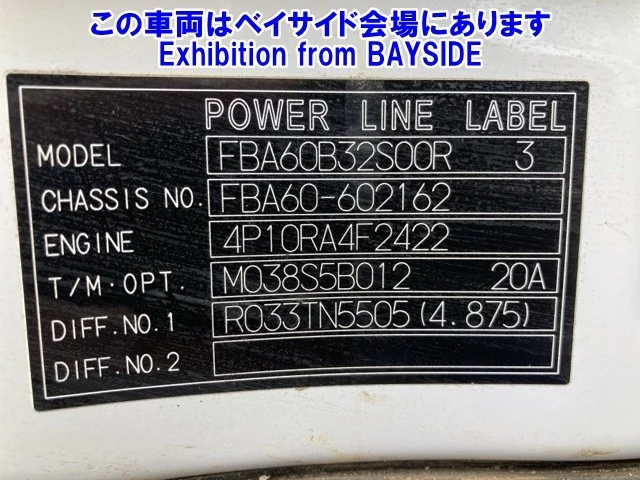 この車両はベイサイド会場にあります
Exhibition from BAYSIDE
POWER LINE LABEL
MODEL FBA60B32S00R 3
CHASSIS NO. FBA60-602162
ENGINE 4P10RA4F2422
T/M・OPT. M038S5B012 20A
DIFF.NO.1 R033TN5505(4.875)
DIFF.NO.2